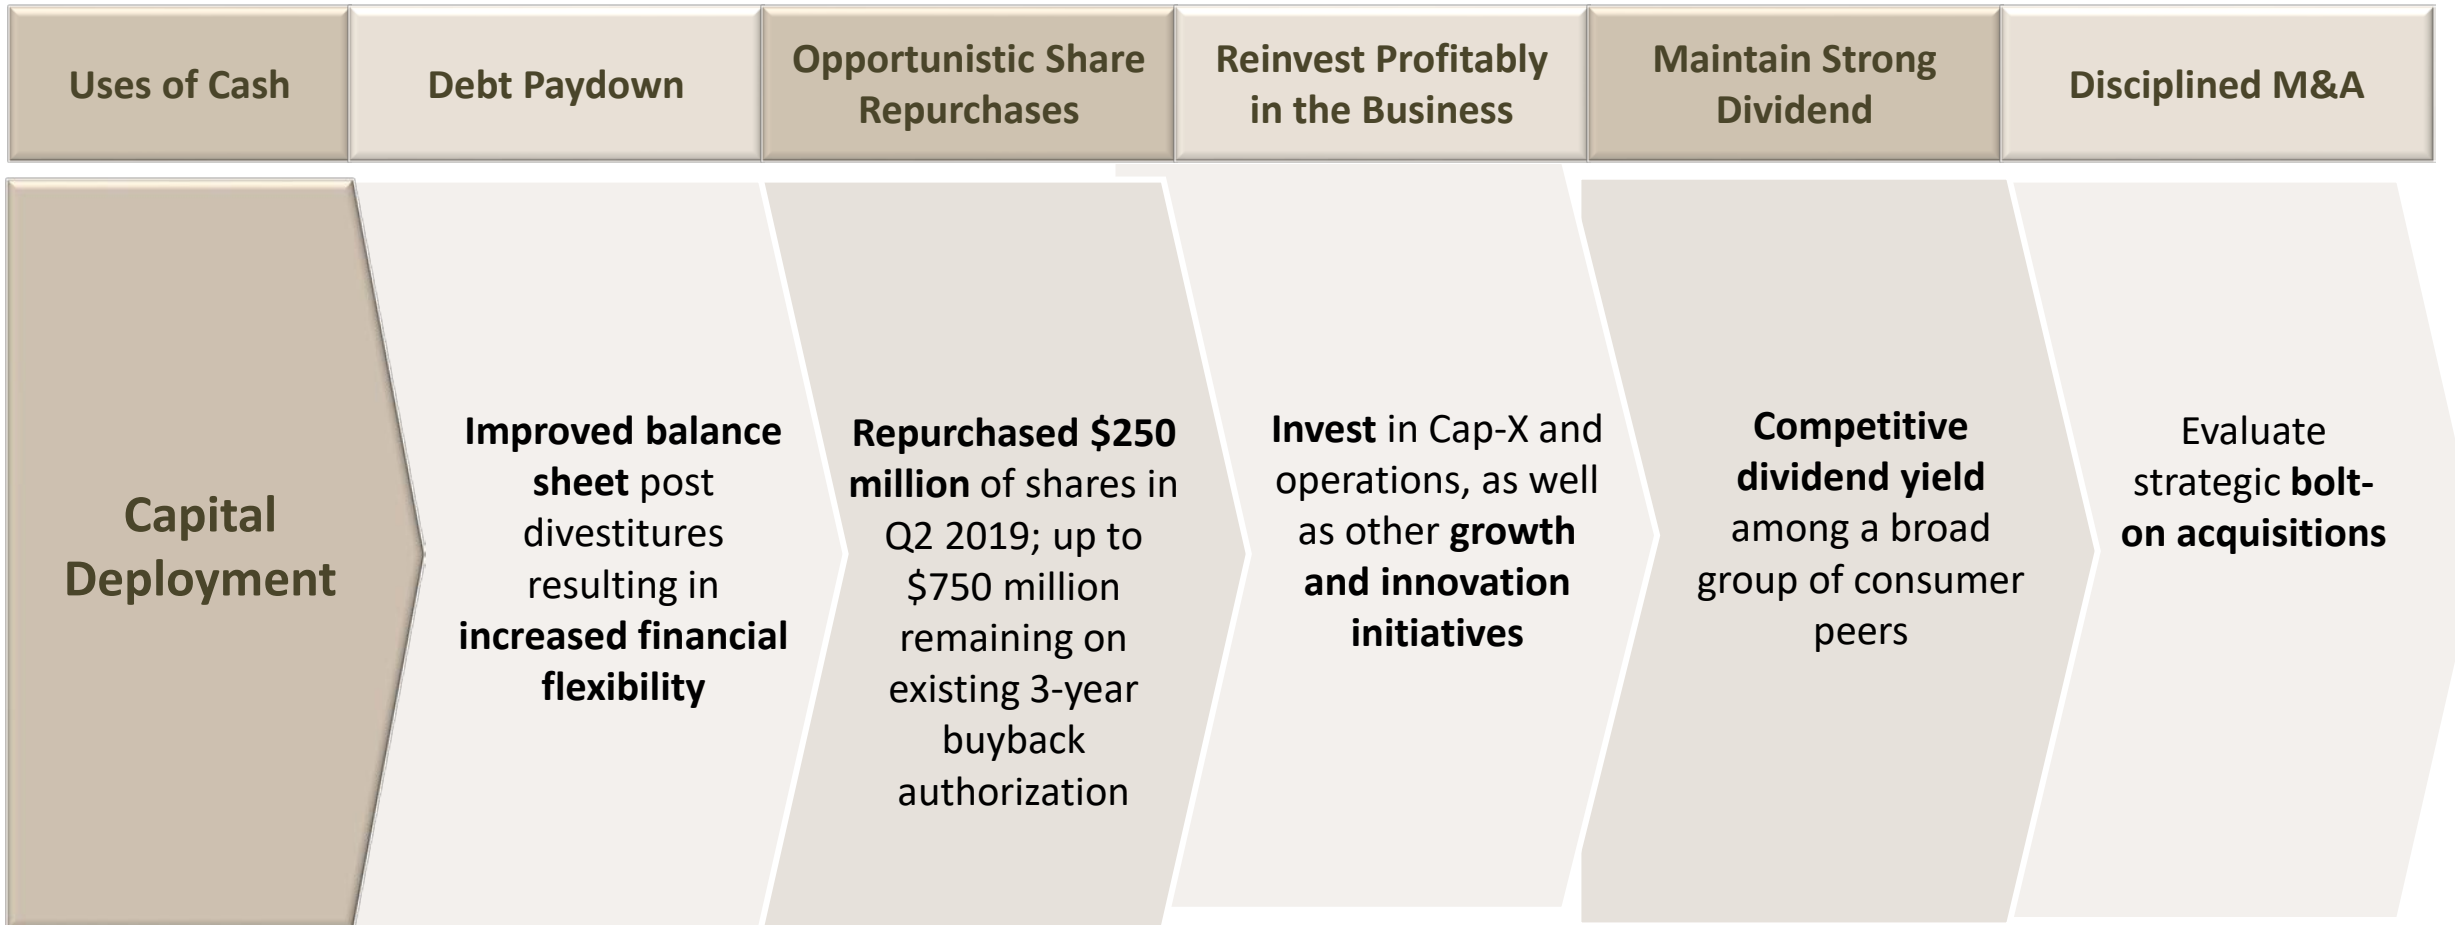 Uses of Cash
Debt Paydown
Opportunistic Share
Repurchases
Reinvest Profitably
in the Business
Maintain Strong
Dividend
Disciplined M&A
Capital
Deployment
Improved balance
sheet post
divestitures
resulting in
increased financial
flexibility
Repurchased $250
million of shares in
Q2 2019; up to
$750 million
remaining on
existing 3-year
buyback
authorization
Invest in Cap-X and
operations, as well
as other growth
and innovation
initiatives
Competitive
dividend yield
among a broad
group of consumer
peers
Evaluate
strategic bolt-
on acquisitions